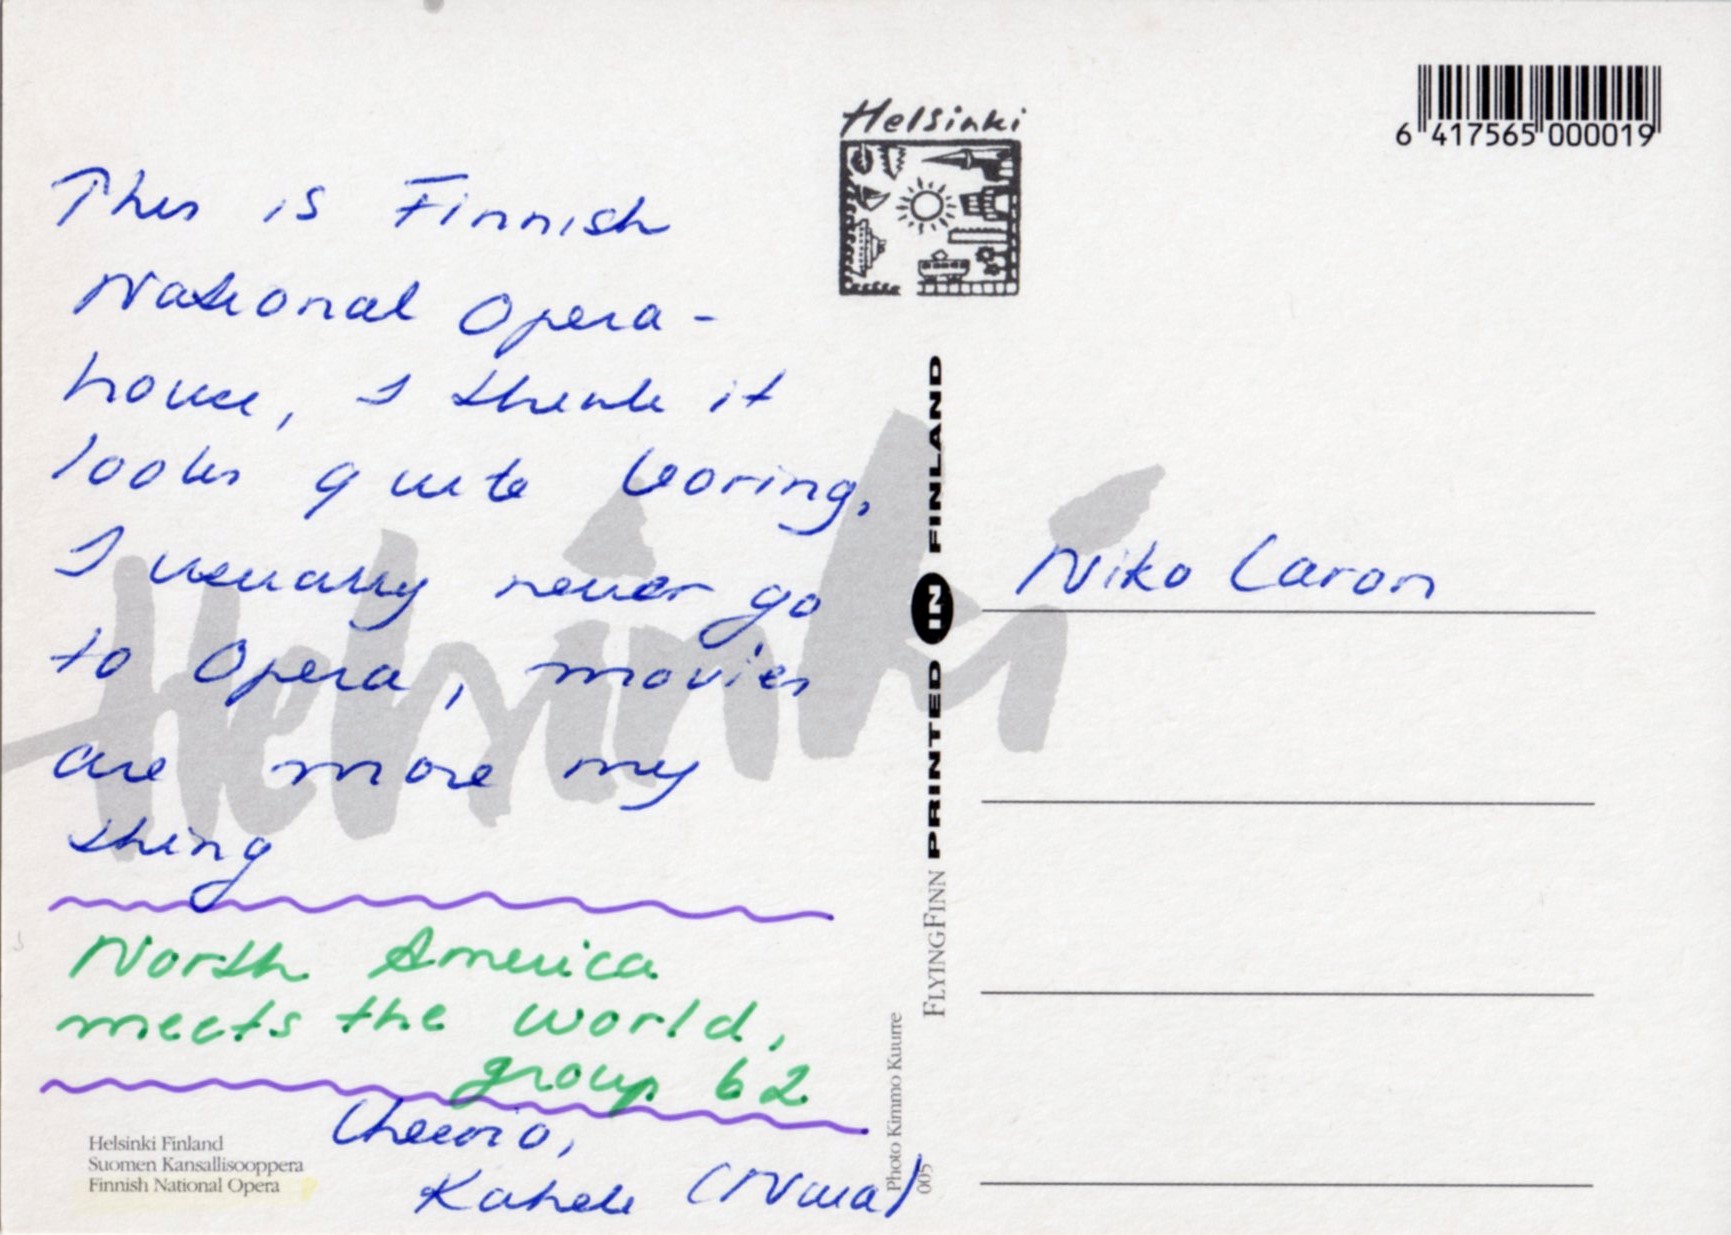 This is Finnish
National Opera-
house, I think it
looks quite boring,
I usually never go
to Opera, movies
are more my
thing
North America
meets the world,
group 62
Cheerio,
Helsinki Finland
Suomen Kansallisooppera
Finnish National Opera
Helsinki
Helsinki
PRINTED IN FINLAND
FLYINGFINN
Photo Kimmo Kuurre
005
6 417565 000019
Niko Laron